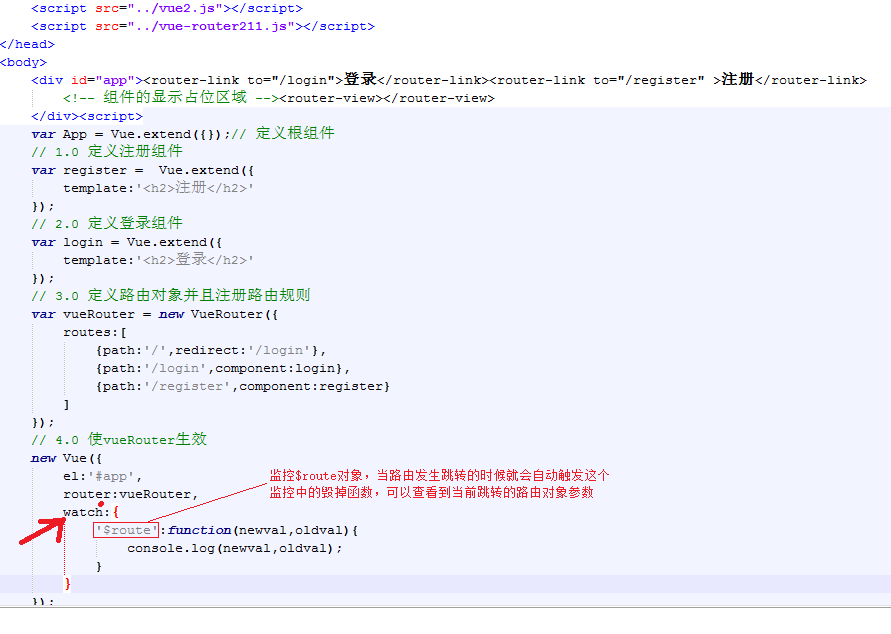 <script src="../vue2.js"></script>
<script src="../vue-router211.js"></script>
</head>
<body>
<div id="app"><router-link to="/login">登录</router-link><router-link to="/register" >注册</router-link>
<!-- 组件的显示占位区域 --><router-view></router-view>
</div><script>
var App = Vue.extend({});// 定义根组件
// 1.0 定义注册组件
var register =  Vue.extend({
template:'<h2>注册</h2>'
});
// 2.0 定义登录组件
var login = Vue.extend({
template:'<h2>登录</h2>'
});
// 3.0 定义路由对象并且注册路由规则
var vueRouter = new VueRouter({
routes:[
{path:'/',redirect:'/login'},
{path:'/login',component:login},
{path:'/register',component:register}
]
});
// 4.0 使vueRouter生效
new Vue({
el:'#app',
监控$route对象，当路由发生跳转的时候就会自动触发这个
router:vueRouter,
监控中的毁掉函数，可以查看到当前跳转的路由对象参数
watch:{
'$route':function(newval,oldval){
console.log(newval,oldval);
}
}
});